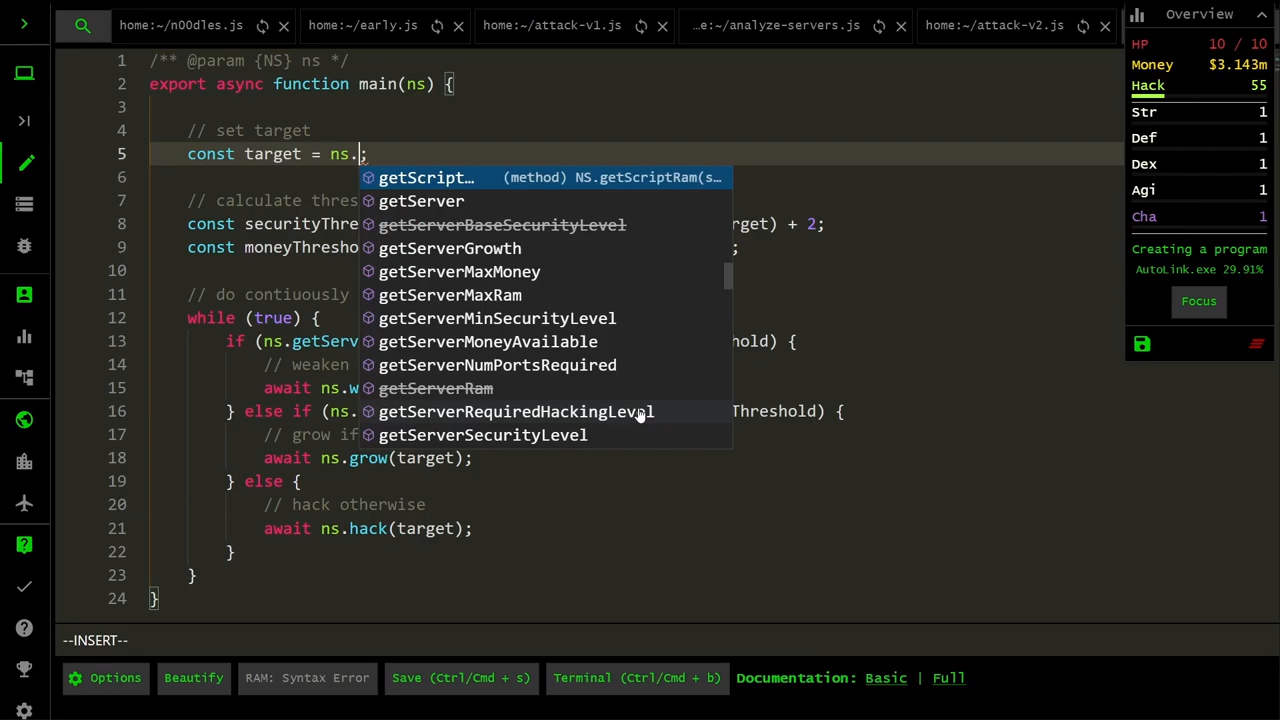 home:~/n00dles.js
home:~/early.js
home:~/attack-v1.js
…e:~/analyze-servers.js
home:~/attack-v2.js
Overview
HP 10 / 10
Money $3.143m
Hack 55
Str 1
Def 1
Dex 1
Agi 1
Cha 1
Creating a program
AutoLink.exe 29.91%
Focus
1 /** @param {NS} ns */
2 export async function main(ns) {
3
4 // set target
5 const target = ns.;
6
7 // calculate thres
8 const securityThre rget) + 2;
9 const moneyThresho ;
10
11 // do contiuously
12 while (true) {
13 if (ns.getServ hold) {
14 // weaken
15 await ns.w
16 } else if (ns. Threshold) {
17 // grow if
18 await ns.grow(target);
19 } else {
20 // hack otherwise
21 await ns.hack(target);
22 }
23 }
24 }
getScript… (method) NS.getScriptRam(s…
getServer
getServerBaseSecurityLevel
getServerGrowth
getServerMaxMoney
getServerMaxRam
getServerMinSecurityLevel
getServerMoneyAvailable
getServerNumPortsRequired
getServerRam
getServerRequiredHackingLevel
getServerSecurityLevel
--INSERT--
Options
Beautify
RAM: Syntax Error
Save (Ctrl/Cmd + s)
Terminal (Ctrl/Cmd + b)
Documentation: Basic | Full